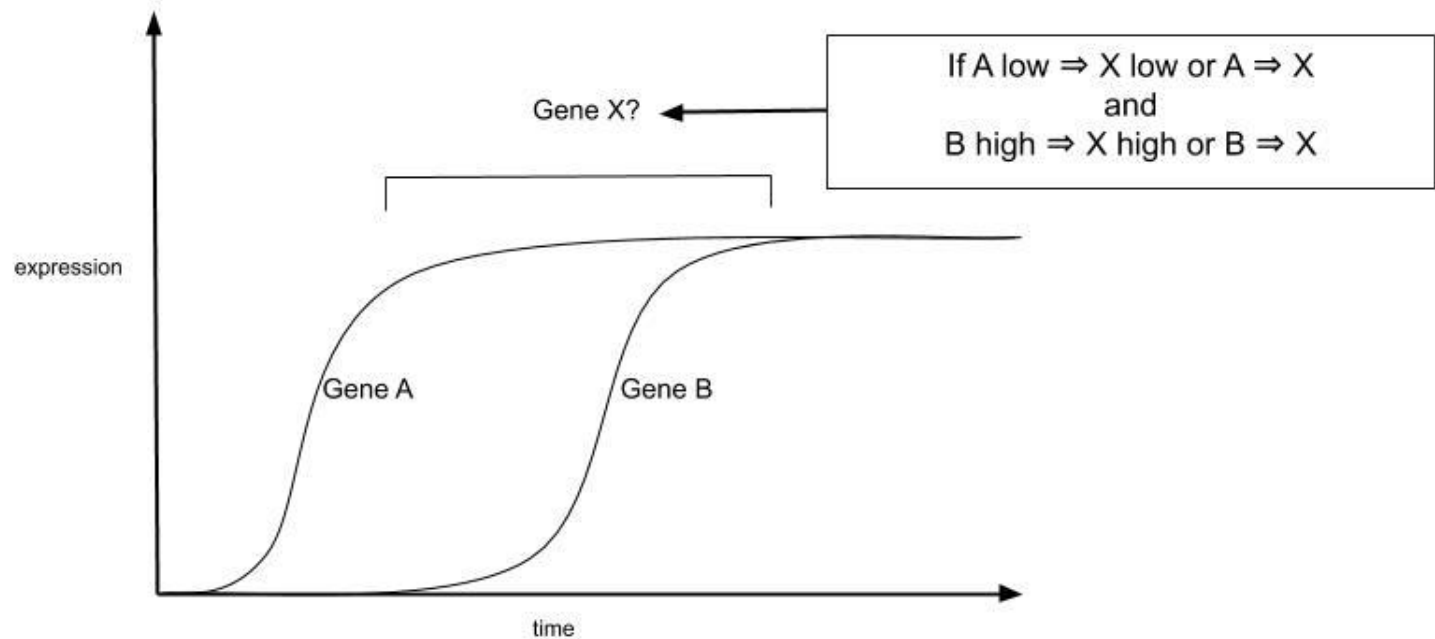 If A low ⇒ X low or A ⇒ X
and
B high ⇒ X high or B ⇒ X
Gene X?
expression
Gene A
Gene B
time